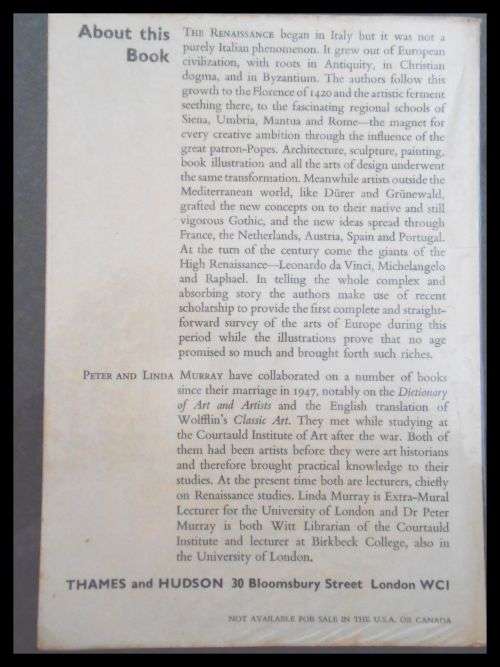 About this
Book
THE RENAISSANCE began in Italy but it was not a
purely Italian phenomenon. It grew out of European
civilization, with roots in Antiquity, in Christian
dogma, and in Byzantium. The authors follow this
growth to the Florence of 1420 and the artistic ferment
seething there, to the fascinating regional schools of
Siena, Umbria, Mantua and Rome—the magnet for
every creative ambition through the influence of the
great patron-Popes. Architecture, sculpture, painting,
book illustration and all the arts of design underwent
the same transformation. Meanwhile artists outside the
Mediterranean world, like Dürer and Grünewald,
grafted the new concepts on to their native and still
vigorous Gothic, and the new ideas spread through
France, the Netherlands, Austria, Spain and Portugal.
At the turn of the century come the giants of the
High Renaissance—Leonardo da Vinci, Michelangelo
and Raphael. In telling the whole complex and
absorbing story the authors make use of recent
scholarship to provide the first complete and straight-
forward survey of the arts of Europe during this
period while the illustrations prove that no age
promised so much and brought forth such riches.
PETER AND LINDA MURRAY have collaborated on a number of books
since their marriage in 1947, notably on the Dictionary
of Art and Artists and the English translation of
Wölfflin's Classic Art. They met while studying at
the Courtauld Institute of Art after the war. Both of
them had been artists before they were art historians
and therefore brought practical knowledge to their
studies. At the present time both are lecturers, chiefly
on Renaissance studies. Linda Murray is Extra-Mural
Lecturer for the University of London and Dr Peter
Murray is both Witt Librarian of the Courtauld
Institute and lecturer at Birkbeck College, also in
the University of London.
THAMES and HUDSON 30 Bloomsbury Street London WC1
NOT AVAILABLE FOR SALE IN THE U.S.A. OR CANADA